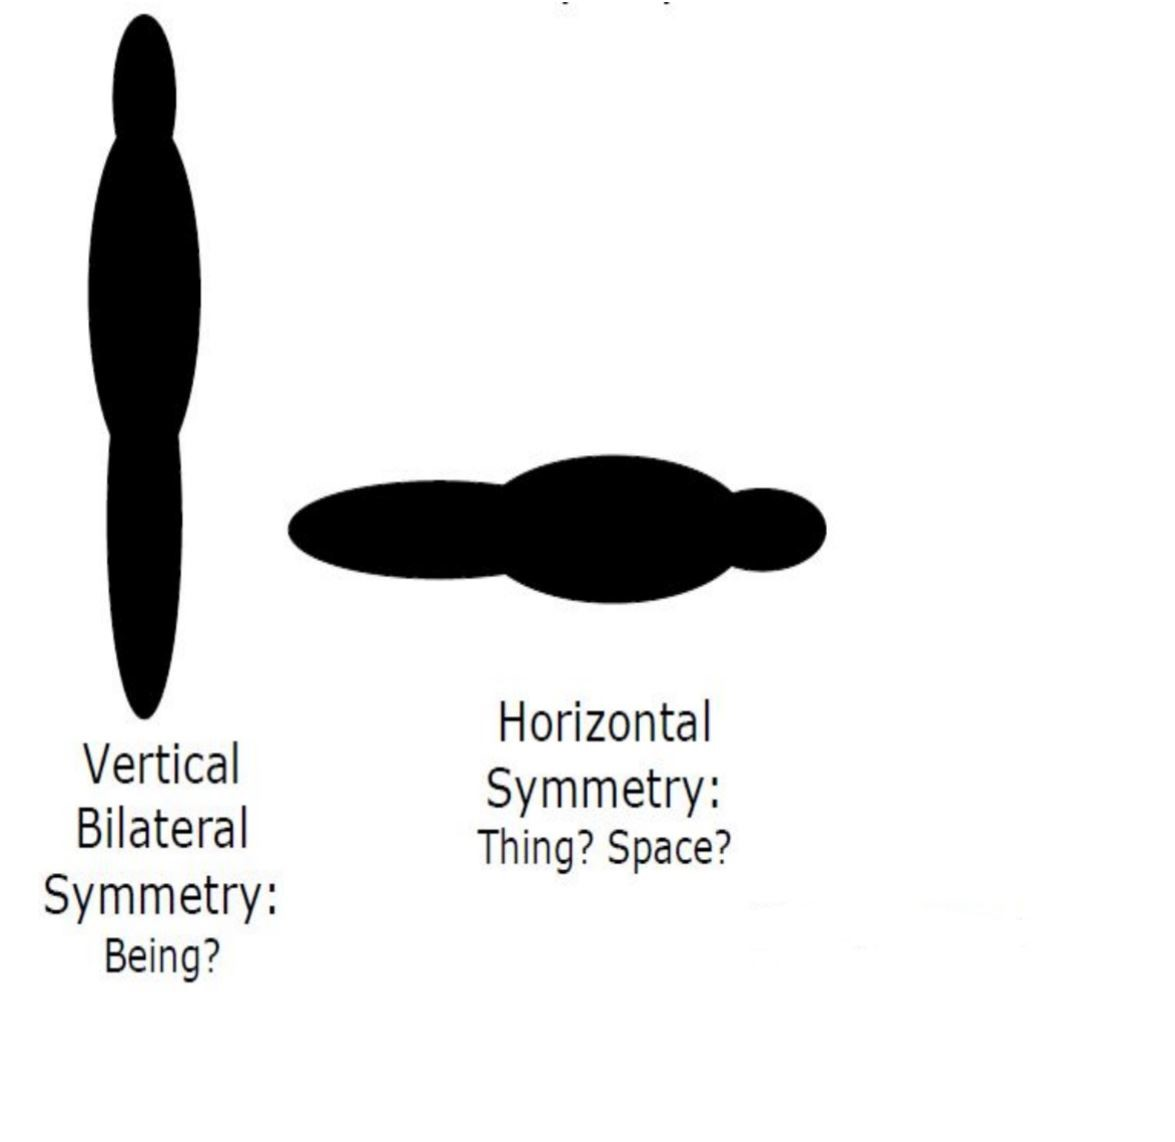 Vertical
Bilateral
Symmetry:
Being?
Horizontal
Symmetry:
Thing? Space?